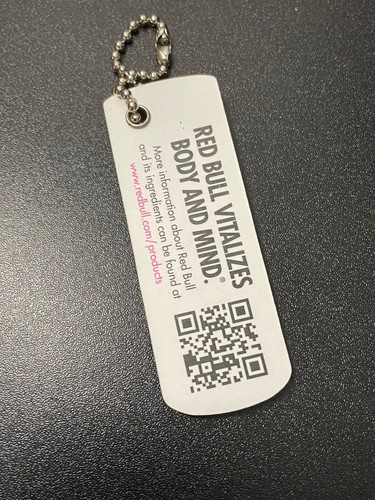 RED BULL VITALIZES
BODY AND MIND.®
More information about Red Bull
and its ingredients can be found at
www.redbull.com/products